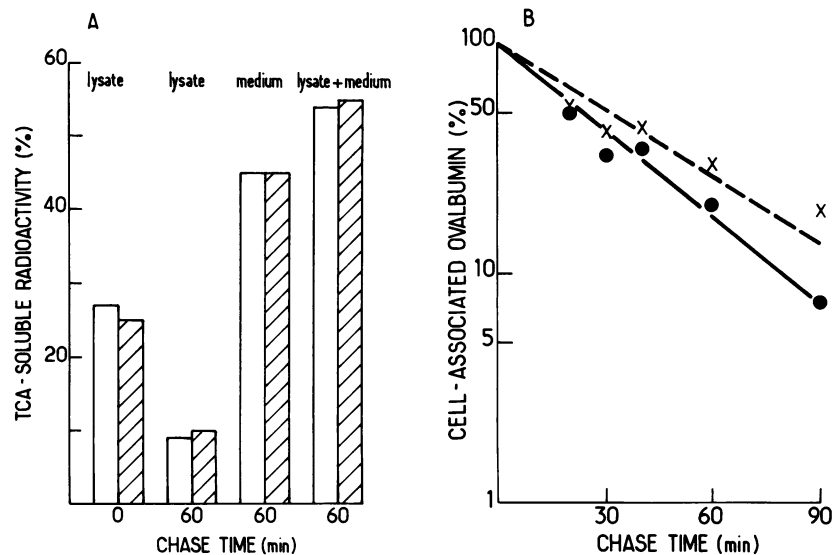 A
60
40
20
TCA-SOLUBLE RADIOACTIVITY (%)
lysate lysate medium lysate+medium
0 60 60 60
CHASE TIME (min)
B
100
50
10
5
1
CELL-ASSOCIATED OVALBUMIN (%)
30 60 90
CHASE TIME (min)